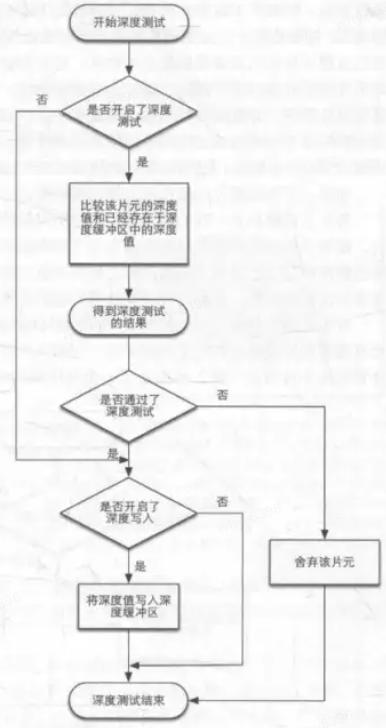 开始深度测试
否
是否开启了深度
测试
是
比较该片元的深度
值和已经存在于深
度缓冲区中的深度
值
得到深度测试
的结果
是否通过了
深度测试
否
是
是否开启了
深度写入
否
是
舍弃该片元
将深度值写入深
度缓冲区
深度测试结束